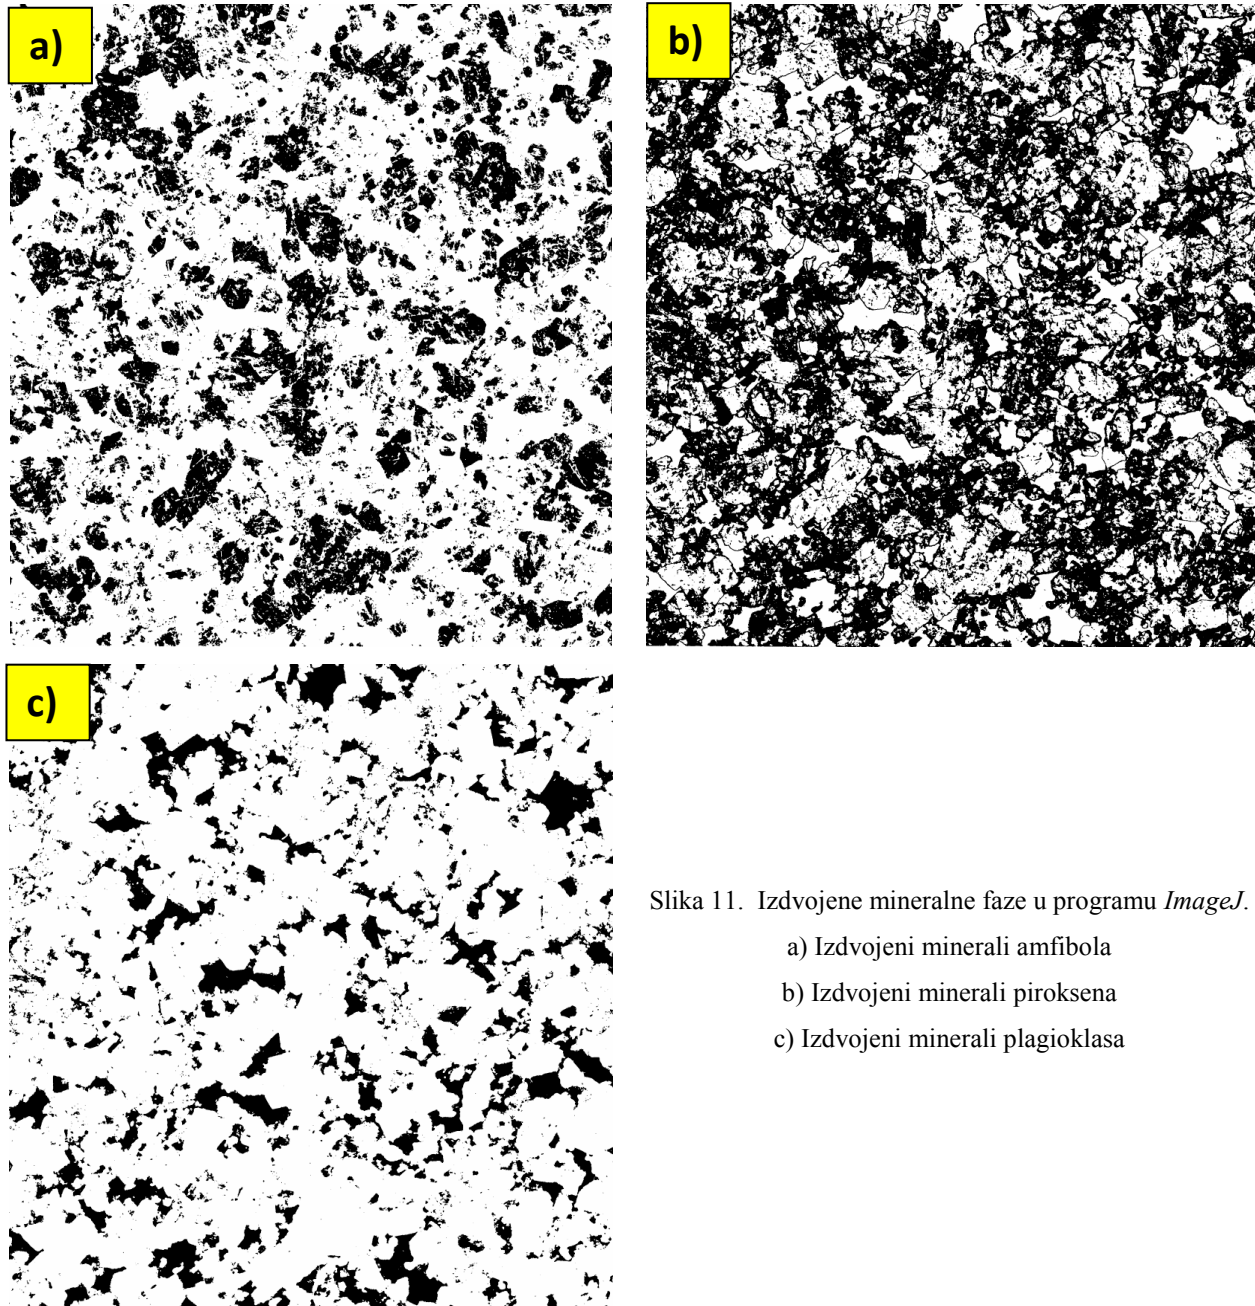 a)
b)
c)
Slika 11. Izdvojene mineralne faze u programu ImageJ.
a) Izdvojeni minerali amfibola
b) Izdvojeni minerali piroksena
c) Izdvojeni minerali plagioklasa